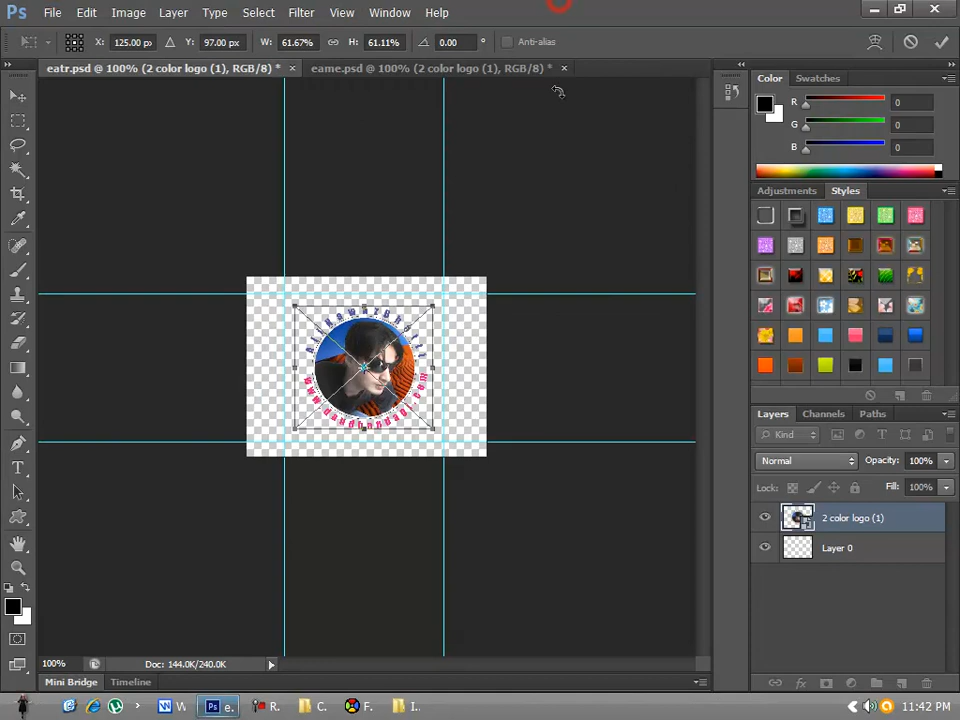 Ps File Edit Image Layer Type Select Filter View Window Help
X: 125.00 px Y: 97.00 px W: 61.67% H: 61.11% 0.00 ° Anti-alias
eatr.psd @ 100% (2 color logo (1), RGB/8) * × eame.psd @ 100% (2 color logo (1), RGB/8) * ×
Color Swatches
R 0
G 0
B 0
Adjustments Styles
Layers Channels Paths
Kind
Normal Opacity: 100%
Lock: Fill: 100%
2 color logo (1)
Layer 0
100% Doc: 144.0K/240.0K
Mini Bridge Timeline
W Ps e. R. C. F. I. 11:42 PM